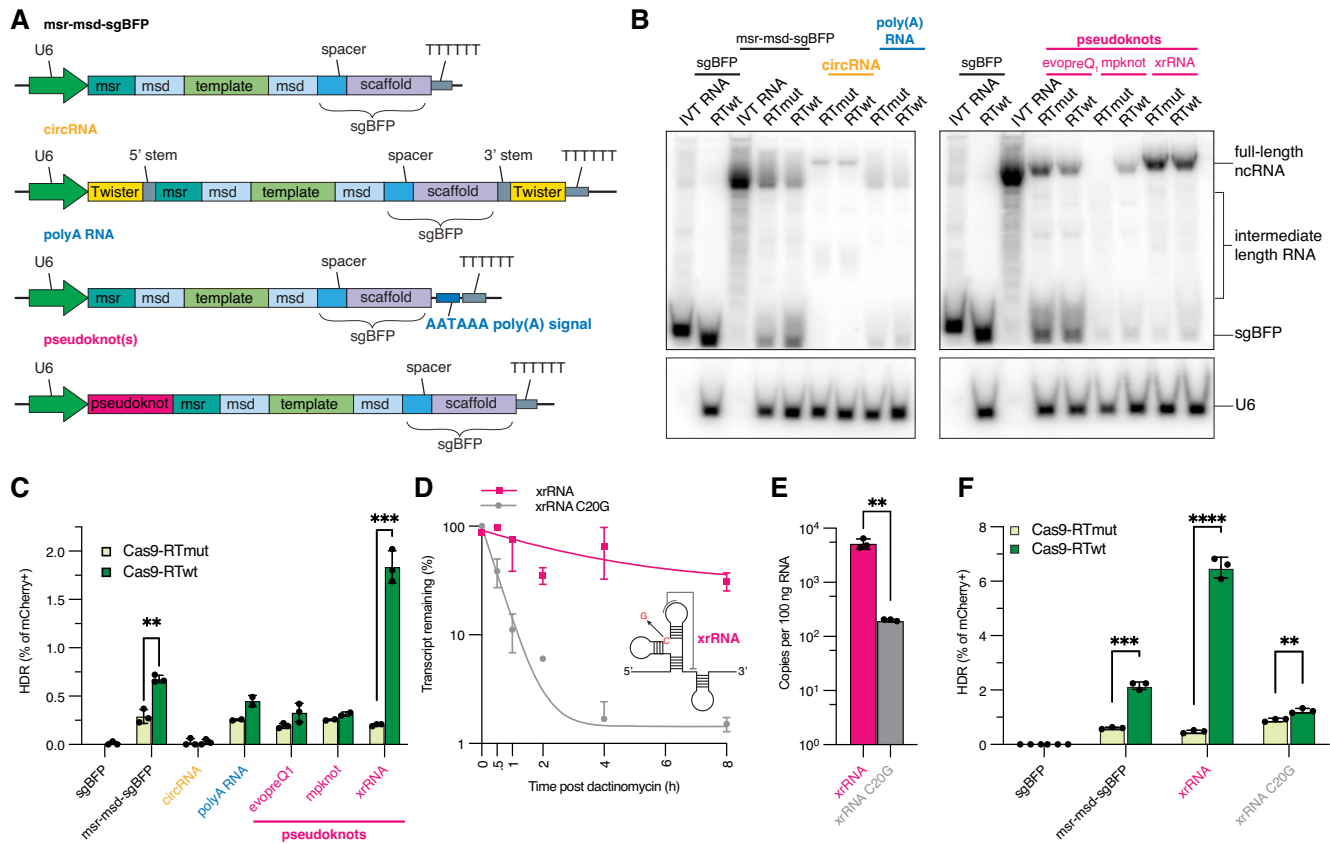 A
msr-msd-sgBFP
U6
spacer
TTTTTT
msr
msd
template
msd
scaffold
sgBFP
circRNA
U6
5' stem
spacer
3' stem
TTTTTT
Twister
msr
msd
template
msd
scaffold
Twister
sgBFP
polyA RNA
U6
spacer
TTTTTT
msr
msd
template
msd
scaffold
sgBFP
AATAAA poly(A) signal
pseudoknot(s)
U6
spacer
TTTTTT
pseudoknot
msr
msd
template
msd
scaffold
sgBFP
B
sgBFP
msr-msd-sgBFP
circRNA
poly(A)
RNA
IVT RNA
RTwt
IVT RNA
RTmut
RTwt
RTmut
RTwt
RTmut
RTwt
sgBFP
pseudoknots
evopreQ1
mpknot
xrRNA
IVT RNA
RTwt
IVT RNA
RTmut
RTwt
RTmut
RTwt
RTmut
RTwt
full-length
ncRNA
intermediate
length RNA
sgBFP
U6
C
HDR (% of mCherry+)
2.0
1.5
1.0
0.5
0.0
Cas9-RTmut
Cas9-RTwt
**
***
sgBFP
msr-msd-sgBFP
circRNA
polyA RNA
evopreQ1
mpknot
xrRNA
pseudoknots
D
xrRNA
xrRNA C20G
Transcript remaining (%)
100
10
1
0
.5
1
2
4
8
Time post dactinomycin (h)
G
C
xrRNA
5'
3'
E
Copies per 100 ng RNA
10⁵
10⁴
10³
10²
10¹
10⁰
**
xrRNA
xrRNA C20G
F
HDR (% of mCherry+)
8
6
4
2
0
Cas9-RTmut
Cas9-RTwt
***
****
**
sgBFP
msr-msd-sgBFP
xrRNA
xrRNA C20G